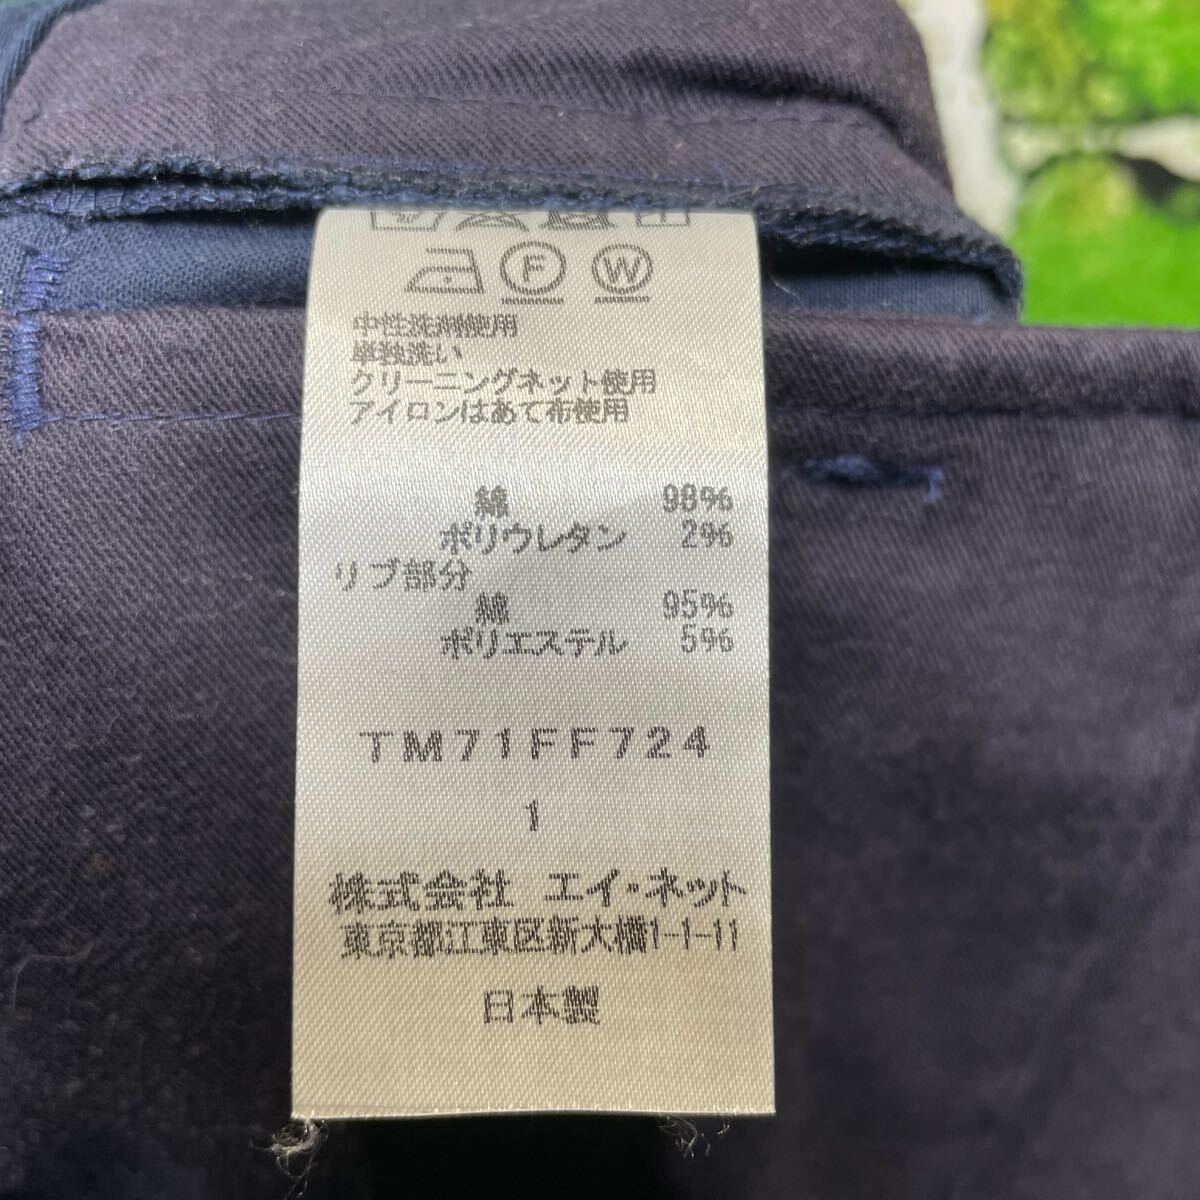 F W
中性洗剤使用
単独洗い
クリーニングネット使用
アイロンはあて布使用
綿 98%
ポリウレタン 2%
リブ部分
綿 95%
ポリエステル 5%
TM71FF724
1
株式会社 エイ・ネット
東京都江東区新大橋1-1-11
日本製